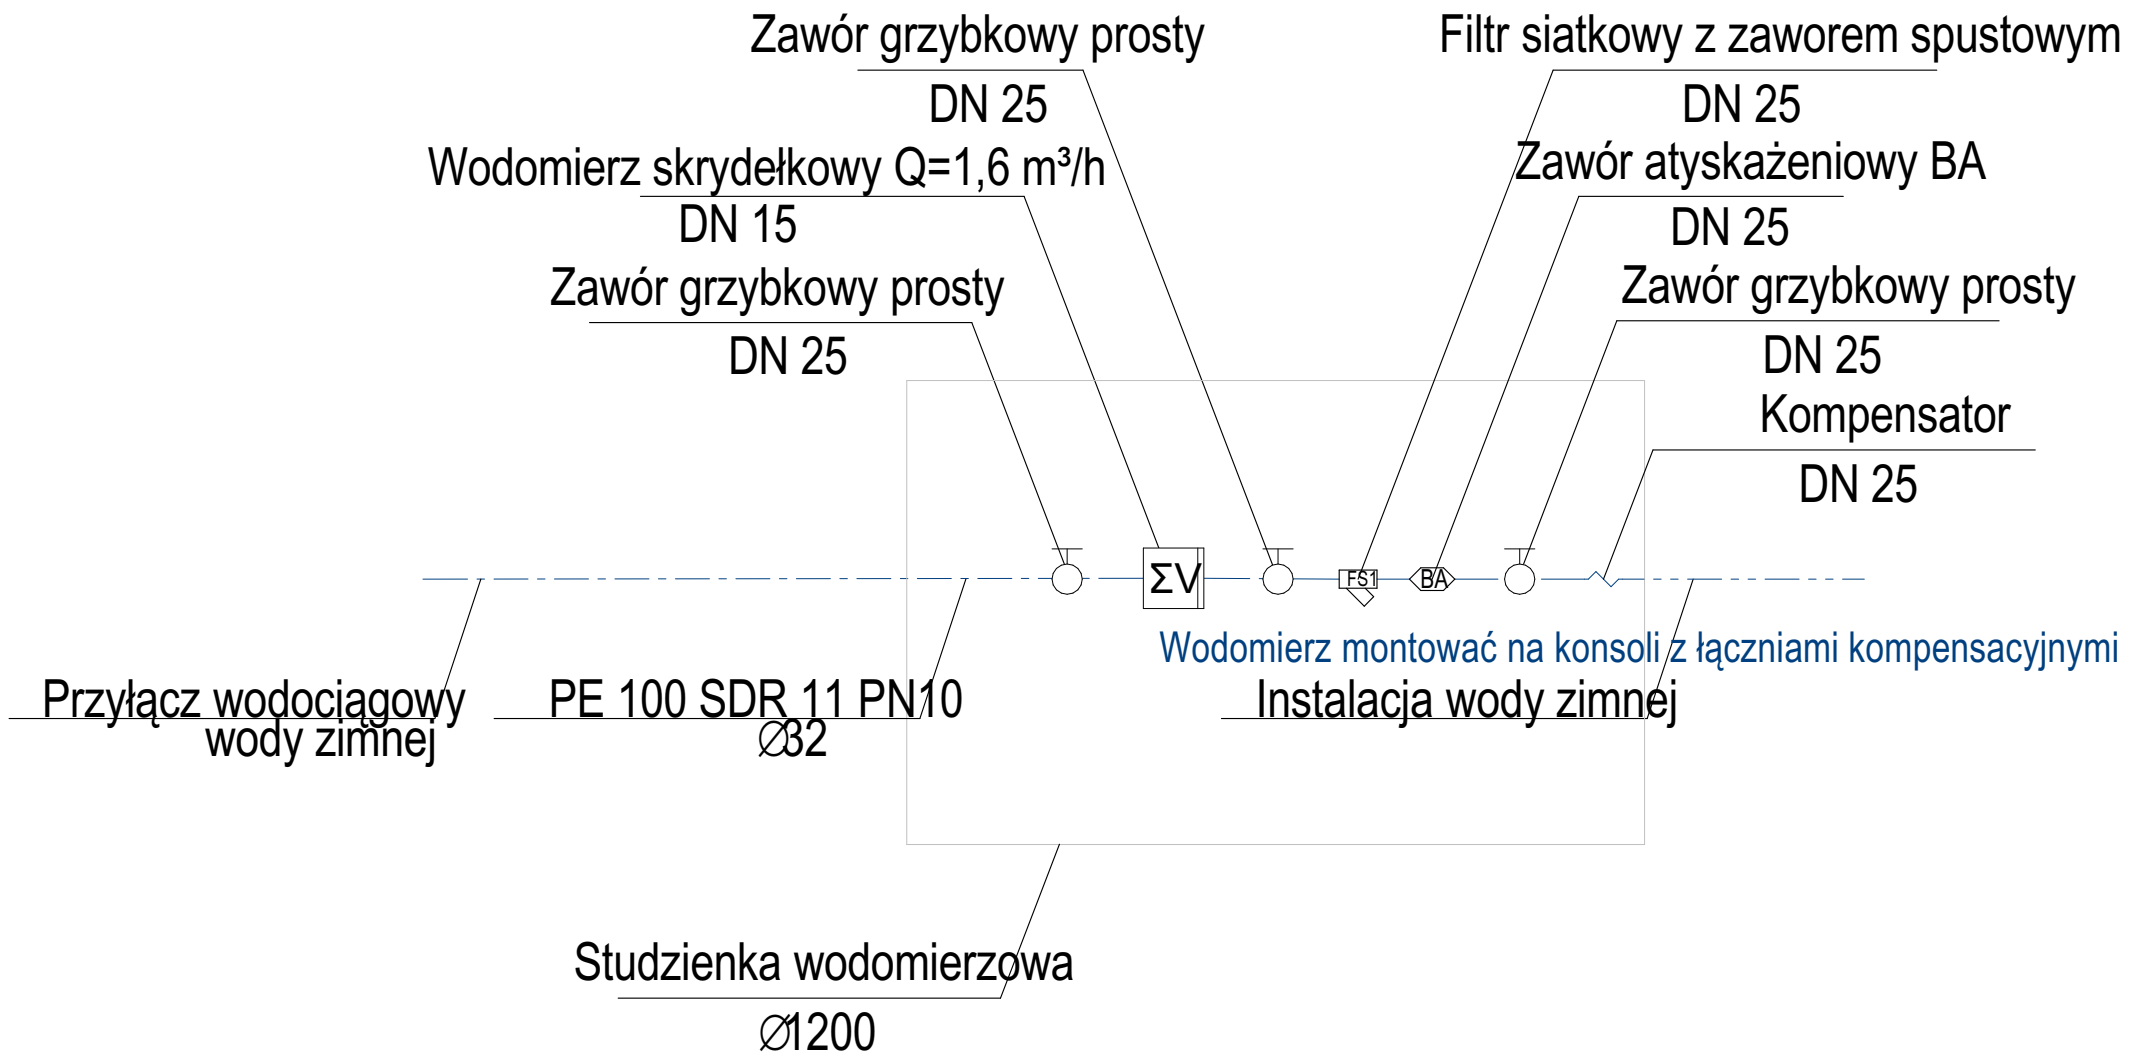 Zawór grzybkowy prosty
DN 25
Filtr siatkowy z zaworem spustowym
DN 25
Wodomierz skrydełkowy Q=1,6 m³/h
DN 15
Zawór atyskażeniowy BA
DN 25
Zawór grzybkowy prosty
DN 25
Zawór grzybkowy prosty
DN 25
Kompensator
DN 25
ΣV
FS1
BA
Wodomierz montować na konsoli z łączniami kompensacyjnymi
Przyłącz wodociągowy
wody zimnej
PE 100 SDR 11 PN10
∅32
Instalacja wody zimnej
Studzienka wodomierzowa
∅1200